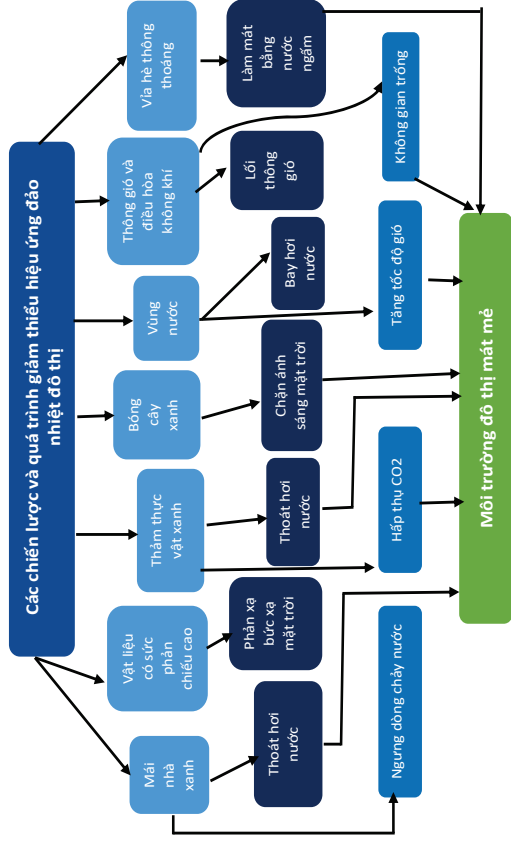 Các chiến lược và quá trình giảm thiểu hiệu ứng đảo
nhiệt đô thị
Mái
nhà
xanh
Vật liệu
có sức
phản
chiếu cao
Thảm thực
vật xanh
Bóng
cây
xanh
Vùng
nước
Thông gió và
điều hòa
không khí
Vỉa hè thông
thoáng
Thoát hơi
nước
Phản xạ
bức xạ
mặt trời
Thoát hơi
nước
Chặn ánh
sáng mặt trời
Bay hơi
nước
Lối
thông
gió
Làm mát
bằng
nước
ngầm
Ngưng dòng chảy nước
Hấp thụ CO2
Tăng tốc độ gió
Không gian trống
Môi trường đô thị mát mẻ